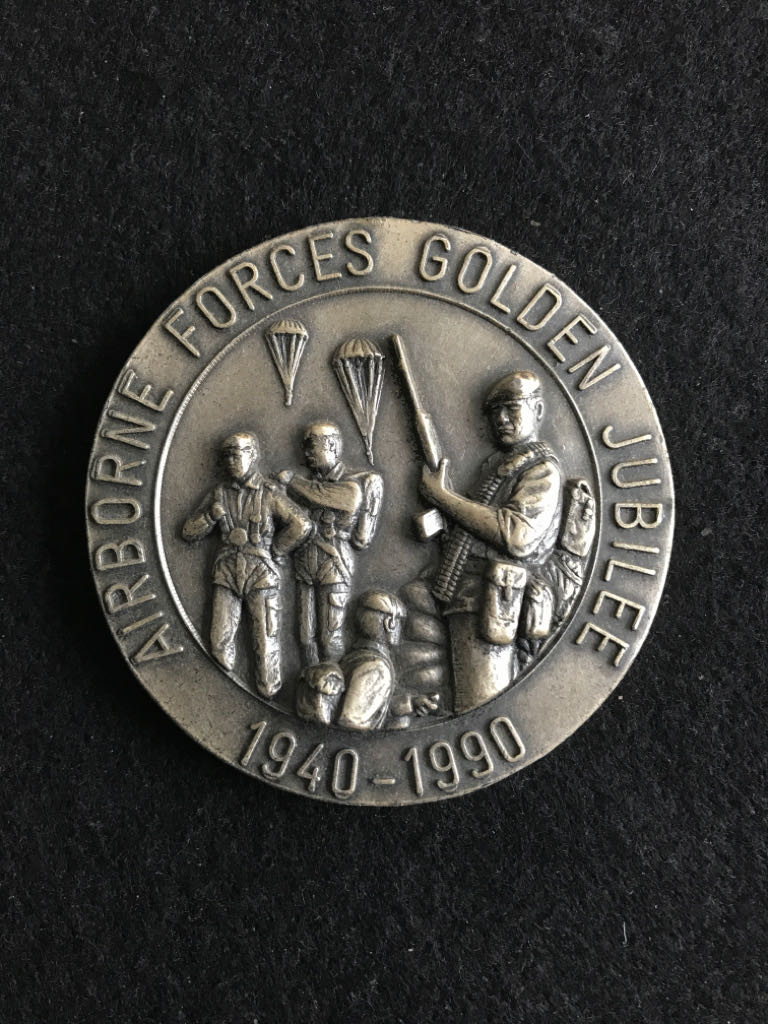 AIRBORNE FORCES GOLDEN JUBILEE
1940-1990